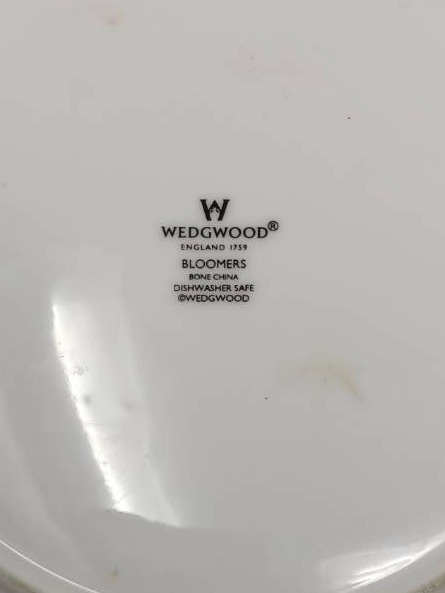 W
WEDGWOOD®
ENGLAND 1759
BLOOMERS
BONE CHINA
DISHWASHER SAFE
©WEDGWOOD